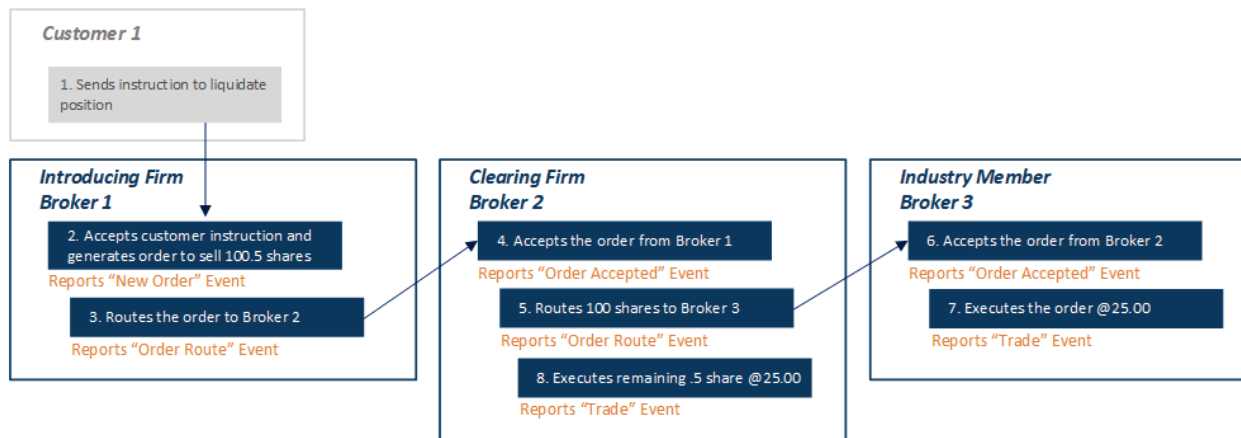 Customer 1
1. Sends instruction to liquidate
position
Introducing Firm
Broker 1
2. Accepts customer instruction and
generates order to sell 100.5 shares
Reports “New Order” Event
3. Routes the order to Broker 2
Reports “Order Route” Event
Clearing Firm
Broker 2
4. Accepts the order from Broker 1
Reports “Order Accepted” Event
5. Routes 100 shares to Broker 3
Reports “Order Route” Event
8. Executes remaining .5 share @25.00
Reports “Trade” Event
Industry Member
Broker 3
6. Accepts the order from Broker 2
Reports “Order Accepted” Event
7. Executes the order @25.00
Reports “Trade” Event